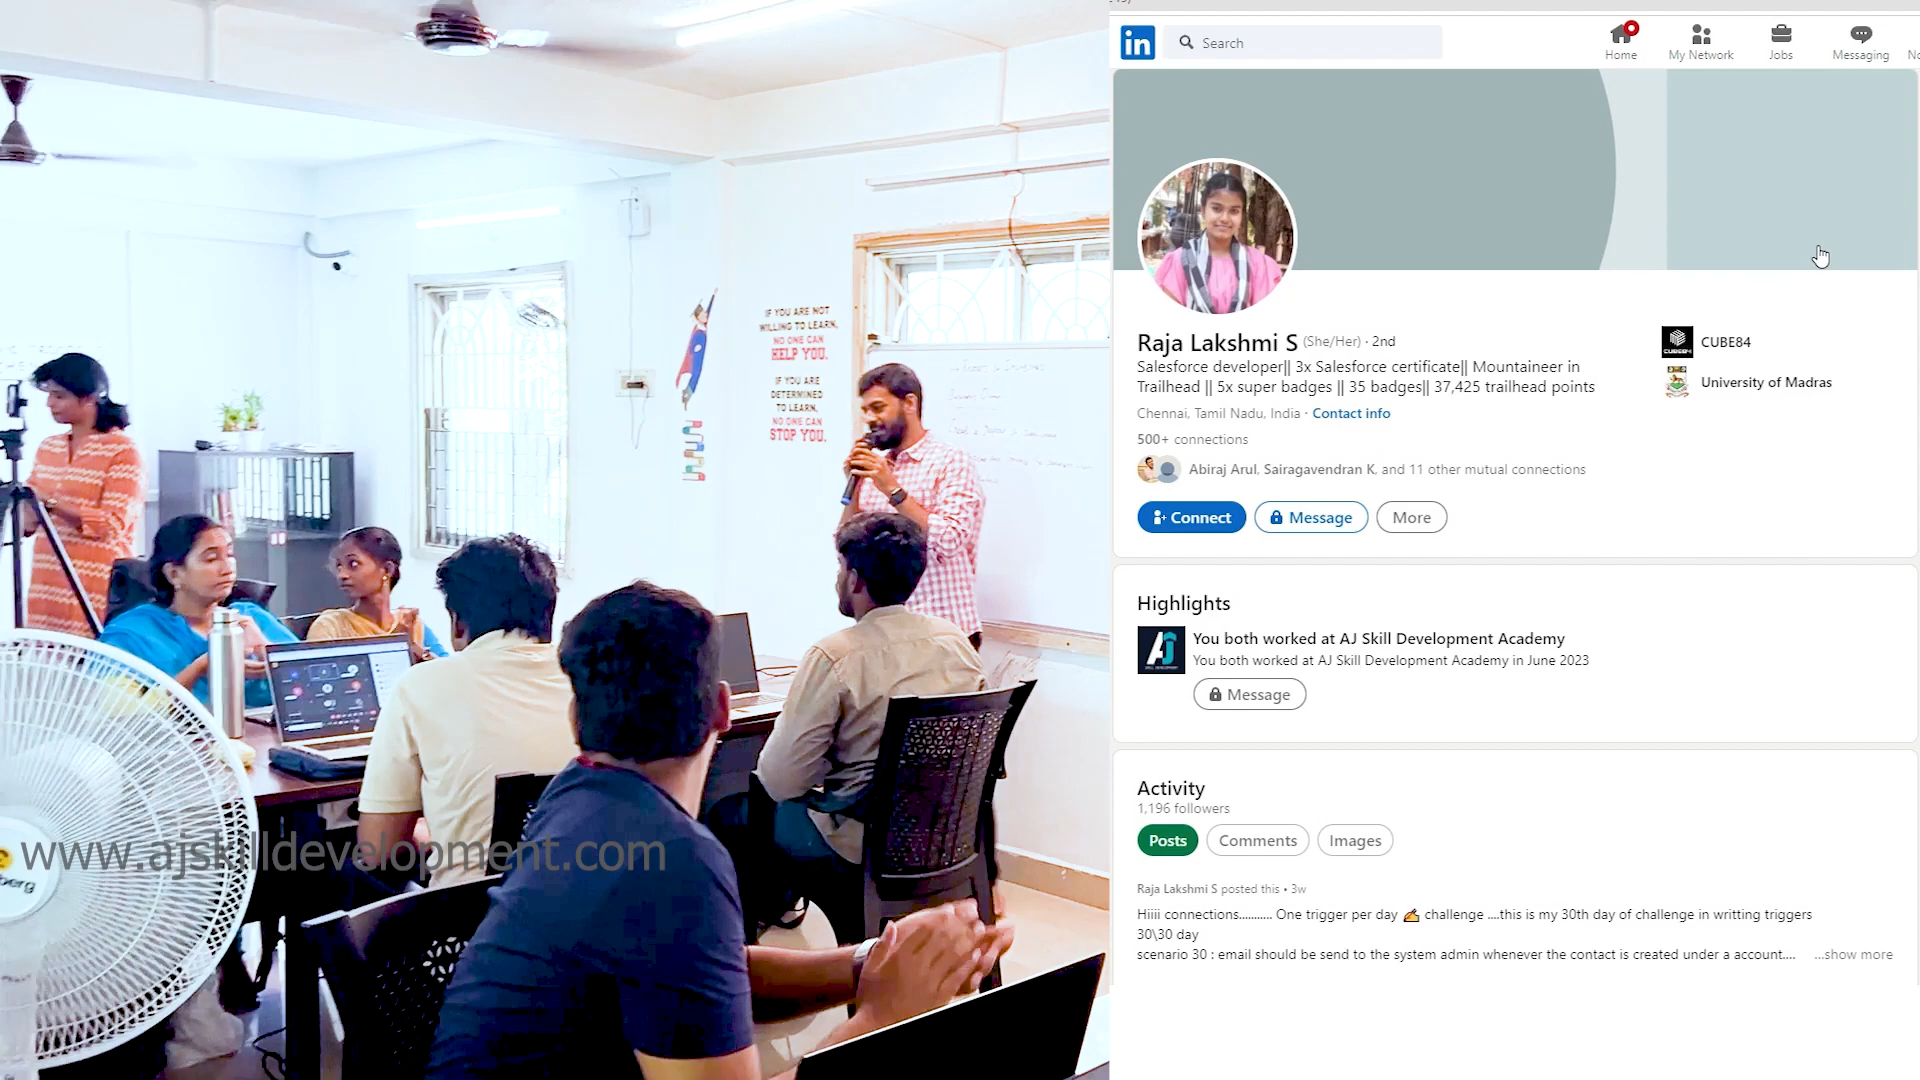 IF YOU ARE NOT
WILLING TO LEARN,
NO ONE CAN
HELP YOU.
IF YOU ARE
DETERMINED
TO LEARN,
NO ONE CAN
STOP YOU.
www.ajskilldevelopment.com
in
Search
Home
My Network
Jobs
Messaging
Raja Lakshmi S (She/Her) · 2nd
Salesforce developer|| 3x Salesforce certificate|| Mountaineer in
Trailhead || 5x super badges || 35 badges|| 37,425 trailhead points
Chennai, Tamil Nadu, India · Contact info
500+ connections
Abiraj Arul, Sairagavendran K, and 11 other mutual connections
Connect
Message
More
CUBE84
University of Madras
Highlights
You both worked at AJ Skill Development Academy
You both worked at AJ Skill Development Academy in June 2023
Message
Activity
1,196 followers
Posts
Comments
Images
Raja Lakshmi S posted this • 3w
Hiiii connections........... One trigger per day ✍ challenge ....this is my 30th day of challenge in writting triggers
30\30 day
scenario 30 : email should be send to the system admin whenever the contact is created under a account.... ...show more